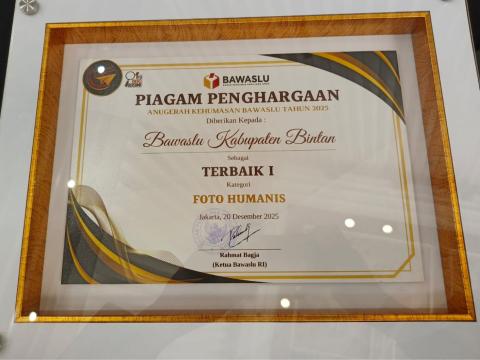 BAWASLU
PIAGAM PENGHARGAAN
ANUGERAH KEHUMASAN BAWASLU TAHUN 2025
Diberikan Kepada :
Bawaslu Kabupaten Bintan
Sebagai
TERBAIK I
Kategori
FOTO HUMANIS
Jakarta, 20 Desember 2025
Rahmat Bagja
(Ketua Bawaslu RI)